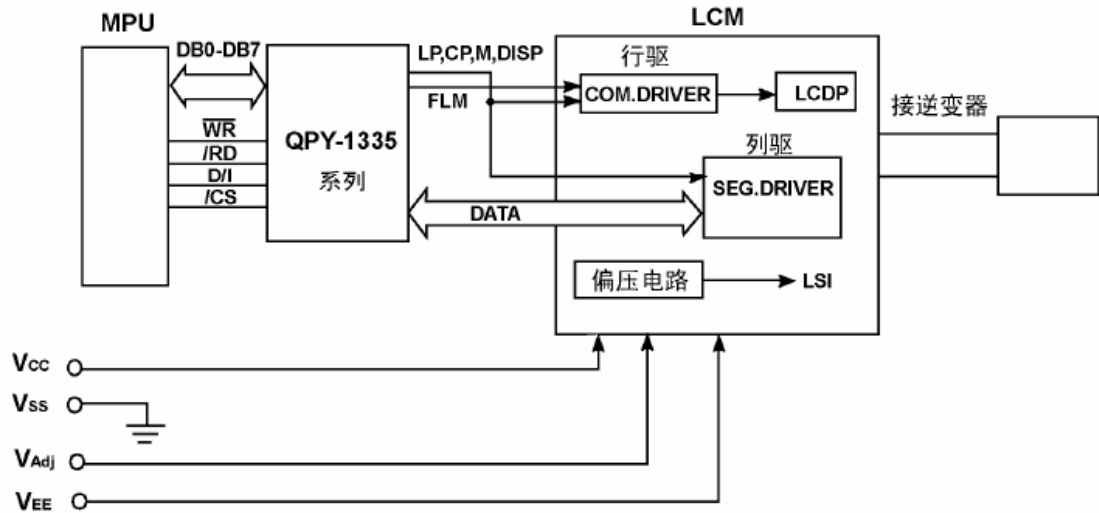 MPU
LCM
DB0-DB7
LP,CP,M,DISP
FLM
行驱
COM.DRIVER
LCDP
接逆变器
WR
/RD
D/I
/CS
QPY-1335
系列
列驱
SEG.DRIVER
DATA
偏压电路
LSI
VCC
VSS
VAdj
VEE